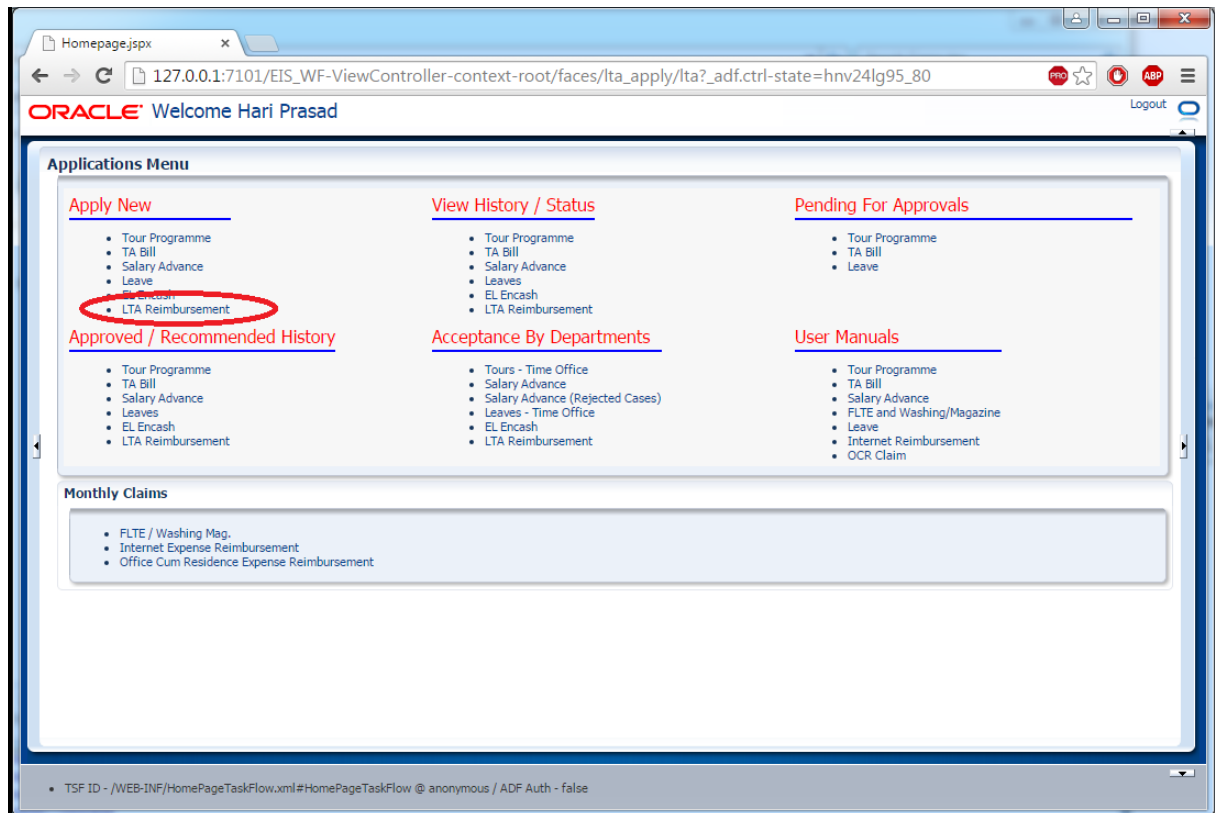 Homepage.jspx
127.0.0.1:7101/EIS_WF-ViewController-context-root/faces/lta_apply/lta?_adf.ctrl-state=hnv24lg95_80
PRO
ABP
ORACLE Welcome Hari Prasad
Logout
Applications Menu
Apply New
Tour Programme
TA Bill
Salary Advance
Leave
EL Encash
LTA Reimbursement
View History / Status
Tour Programme
TA Bill
Salary Advance
Leaves
EL Encash
LTA Reimbursement
Pending For Approvals
Tour Programme
TA Bill
Leave
Approved / Recommended History
Tour Programme
TA Bill
Salary Advance
Leaves
EL Encash
LTA Reimbursement
Acceptance By Departments
Tours - Time Office
Salary Advance
Salary Advance (Rejected Cases)
Leaves - Time Office
EL Encash
LTA Reimbursement
User Manuals
Tour Programme
TA Bill
Salary Advance
FLTE and Washing/Magazine
Leave
Internet Reimbursement
OCR Claim
Monthly Claims
FLTE / Washing Mag.
Internet Expense Reimbursement
Office Cum Residence Expense Reimbursement
TSF ID - /WEB-INF/HomePageTaskFlow.xml#HomePageTaskFlow @ anonymous / ADF Auth - false